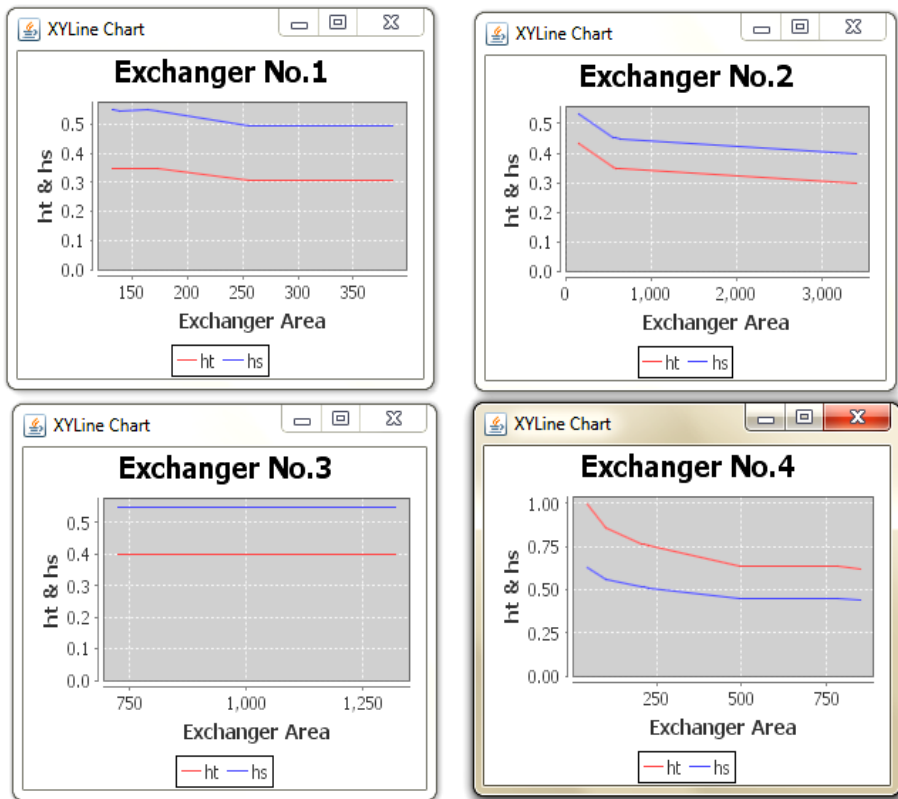 XYLine Chart
Exchanger No.1
0.5
0.4
0.3
0.2
0.1
0.0
ht & hs
150 200 250 300 350
Exchanger Area
ht hs
XYLine Chart
Exchanger No.2
0.5
0.4
0.3
0.2
0.1
0.0
ht & hs
0 1,000 2,000 3,000
Exchanger Area
ht hs
XYLine Chart
Exchanger No.3
0.5
0.4
0.3
0.2
0.1
0.0
ht & hs
750 1,000 1,250
Exchanger Area
ht hs
XYLine Chart
Exchanger No.4
1.00
0.75
0.50
0.25
0.00
ht & hs
250 500 750
Exchanger Area
ht hs